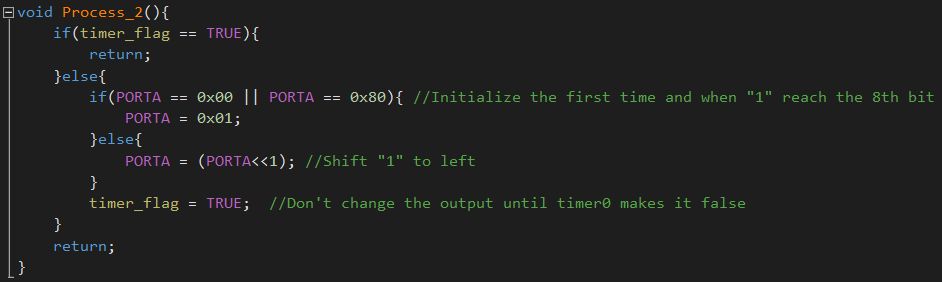 void Process_2(){
    if(timer_flag == TRUE){
        return;
    }else{
        if(PORTA == 0x00 || PORTA == 0x80){ //Initialize the first time and when "1" reach the 8th bit
            PORTA = 0x01;
        }else{
            PORTA = (PORTA<<1); //Shift "1" to left
        }
        timer_flag = TRUE;  //Don't change the output until timer0 makes it false
    }
    return;
}